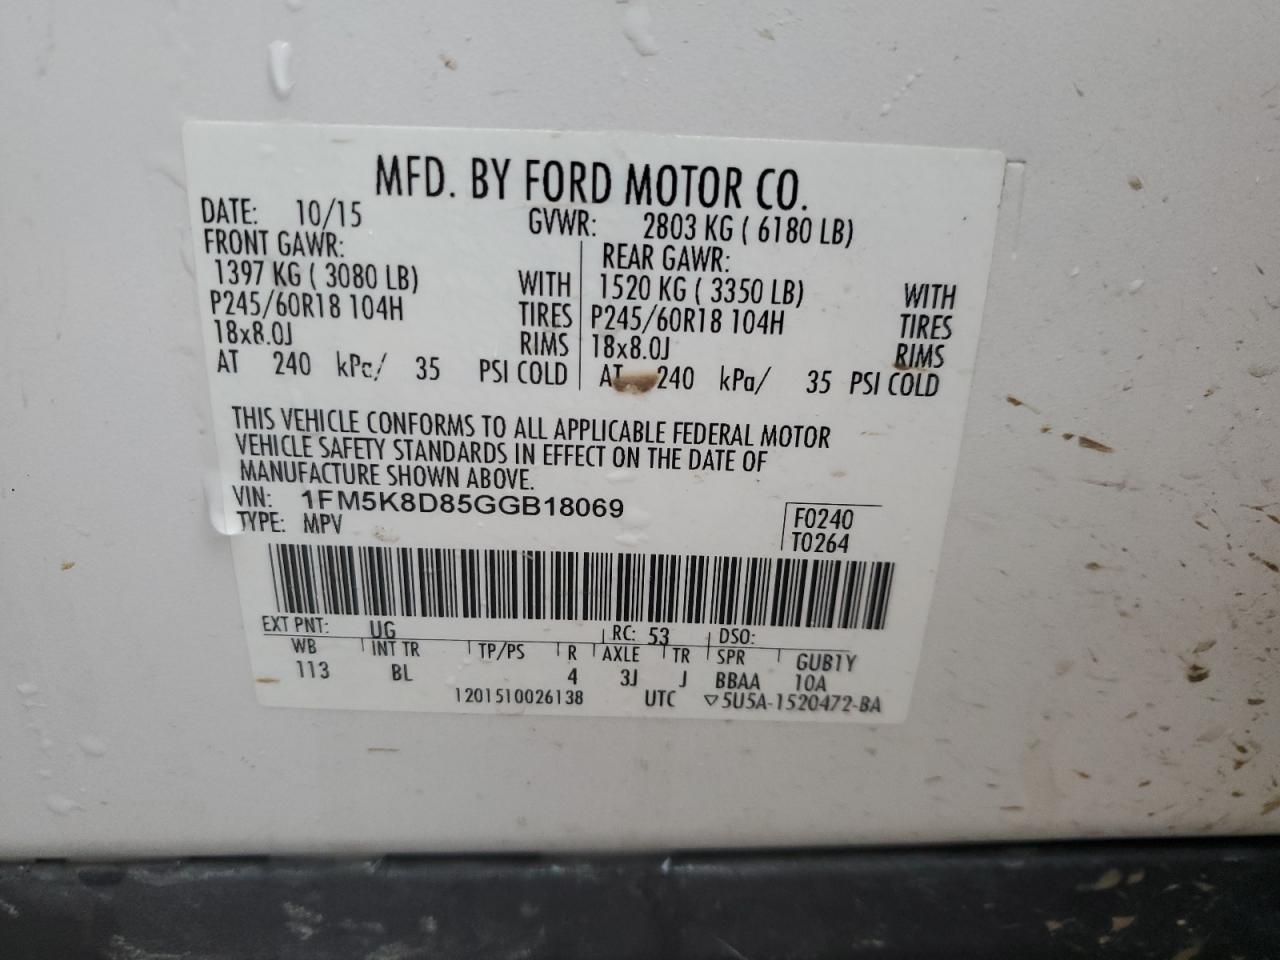 MFD. BY FORD MOTOR CO.
DATE: 10/15 GVWR: 2803 KG ( 6180 LB)
FRONT GAWR: REAR GAWR:
1397 KG ( 3080 LB) WITH 1520 KG ( 3350 LB) WITH
P245/60R18 104H TIRES P245/60R18 104H TIRES
18x8.0J RIMS 18x8.0J RIMS
AT 240 kPa/ 35 PSI COLD AT 240 kPa/ 35 PSI COLD
THIS VEHICLE CONFORMS TO ALL APPLICABLE FEDERAL MOTOR
VEHICLE SAFETY STANDARDS IN EFFECT ON THE DATE OF
MANUFACTURE SHOWN ABOVE.
VIN: 1FM5K8D85GGB18069 F0240
TYPE: MPV T0264
EXT PNT: UG RC: 53 DSO:
WB INT TR TP/PS R AXLE TR SPR GUB1Y
113 BL 4 3J J BBAA 10A
1201510026138 UTC ▽5U5A-1520472-BA